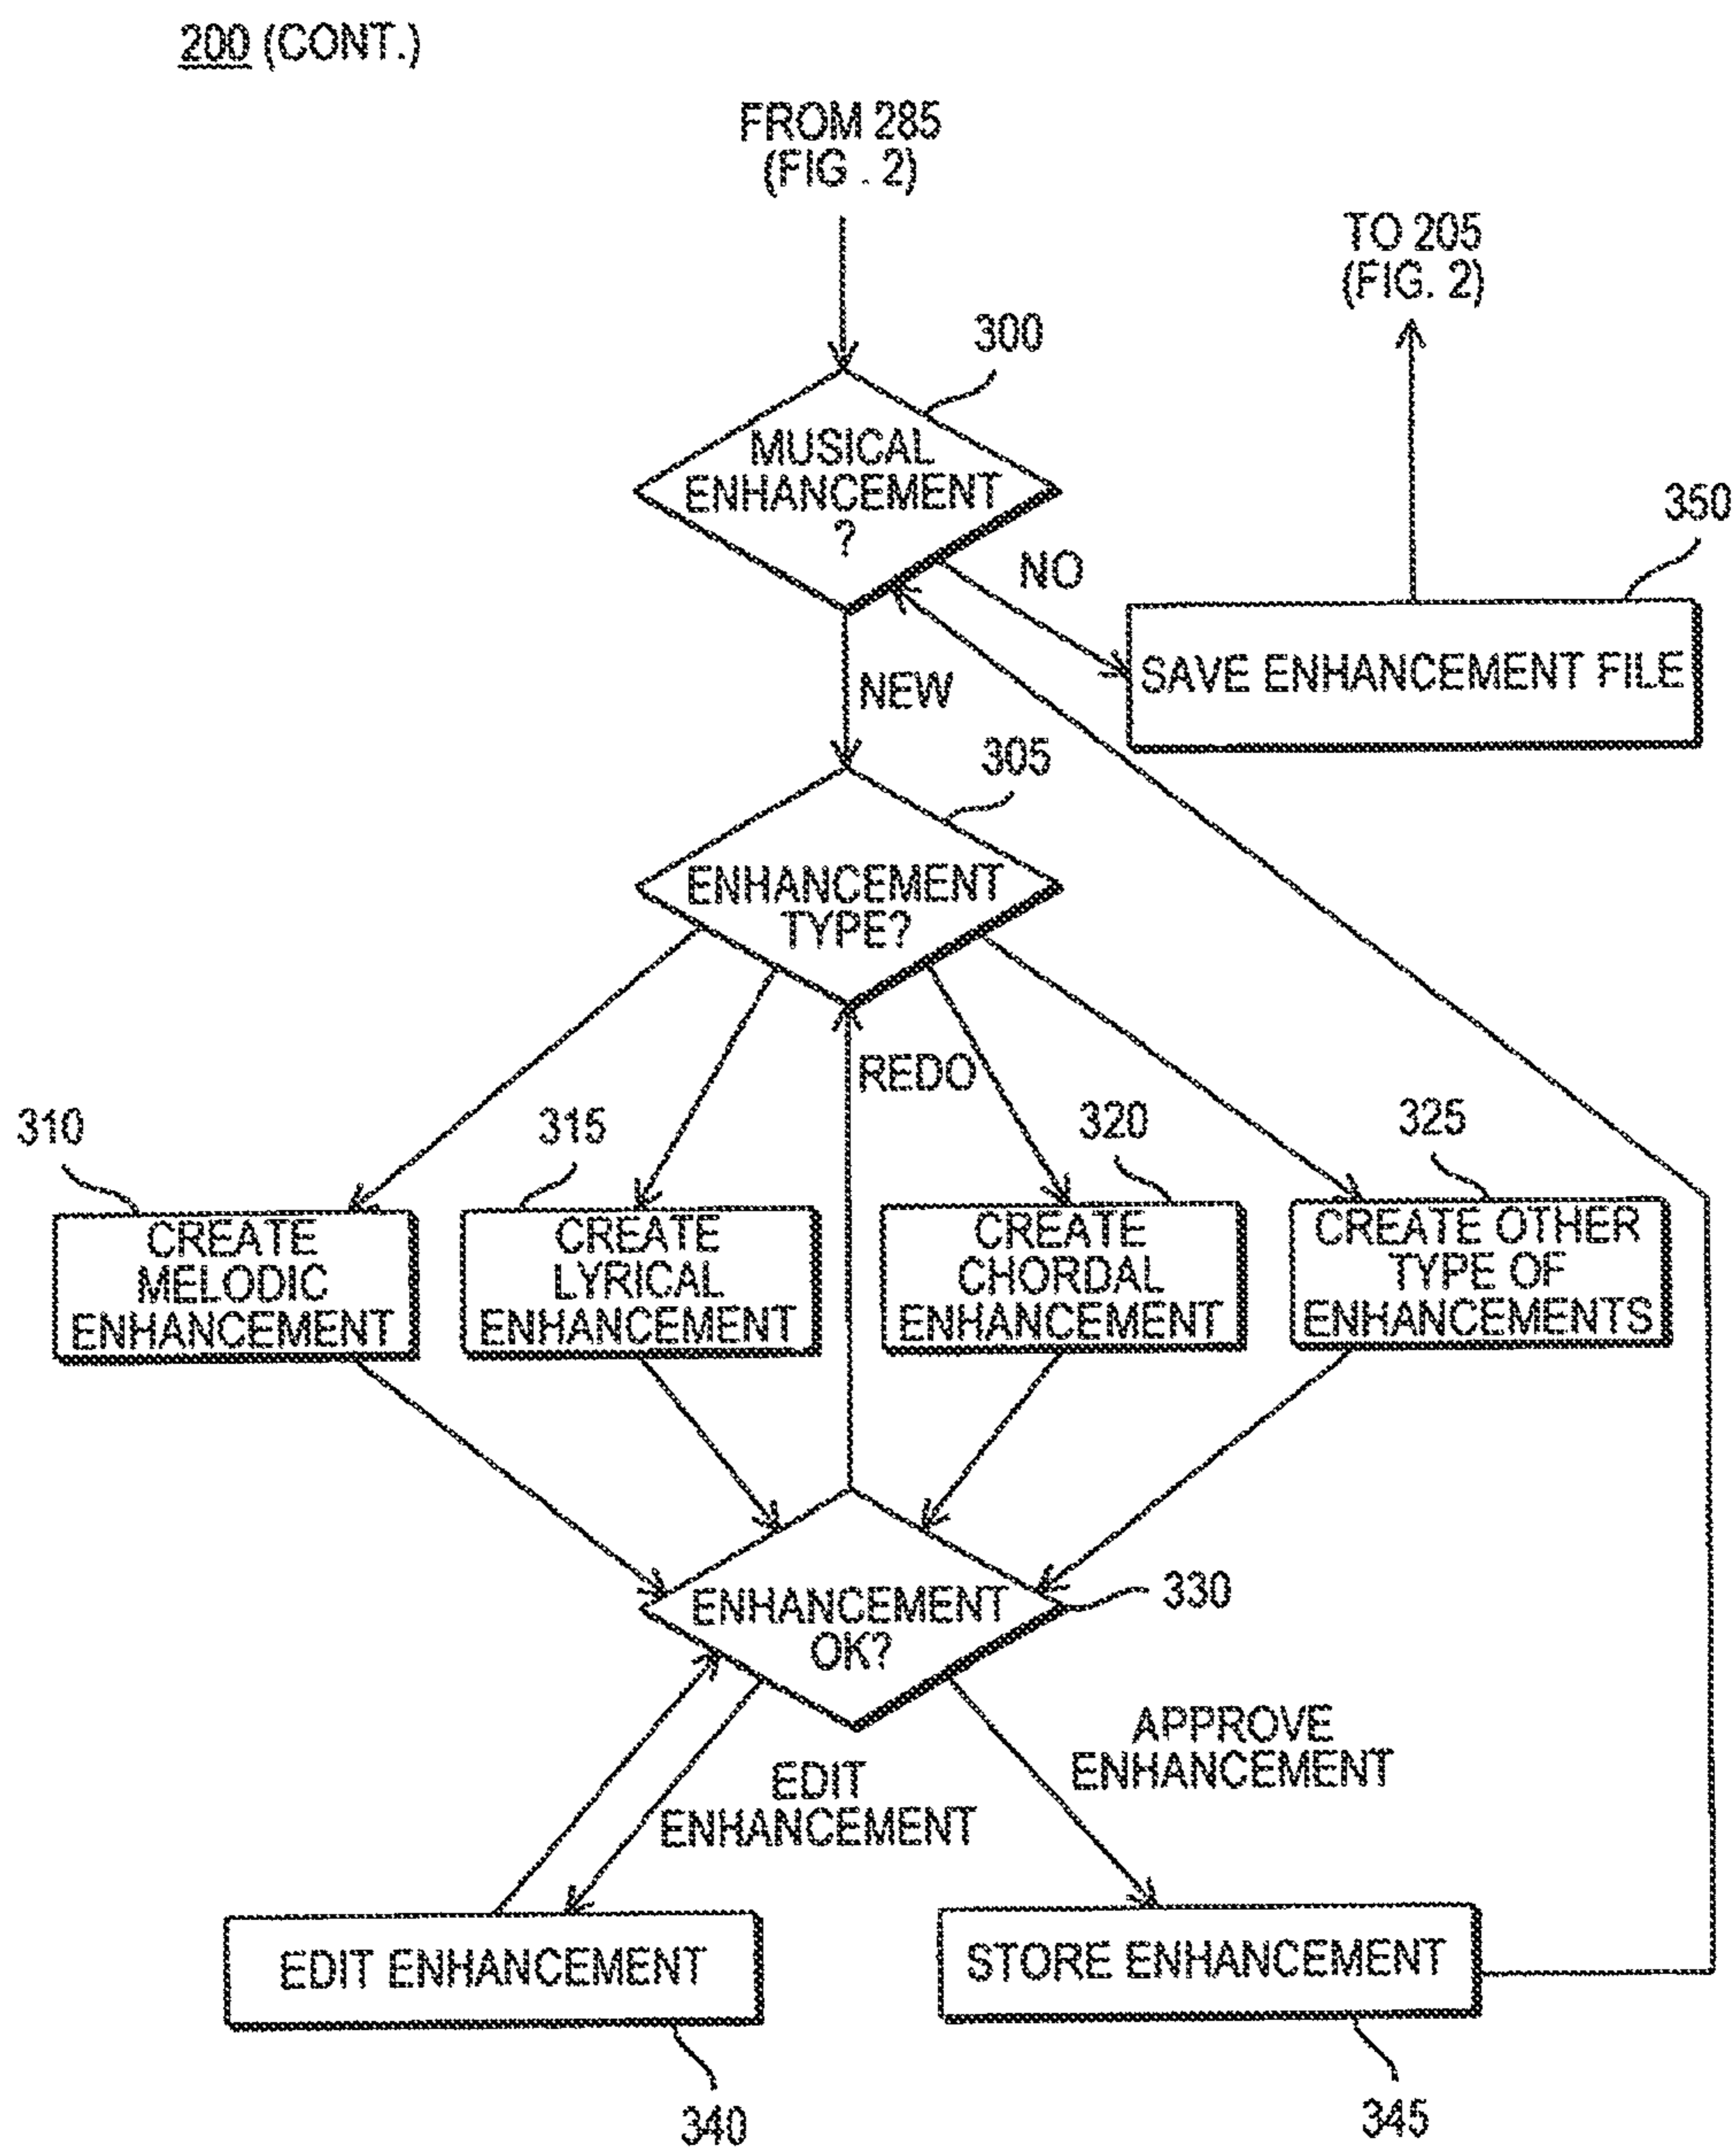 200 (CONT.)
FROM 285
(FIG . 2)
TO 205
(FIG. 2)
300
MUSICAL
ENHANCEMENT
?
NO
350
SAVE ENHANCEMENT FILE
NEW
305
ENHANCEMENT
TYPE?
REDO
310
315
320
325
CREATE
MELODIC
ENHANCEMENT
CREATE
LYRICAL
ENHANCEMENT
CREATE
CHORDAL
ENHANCEMENT
CREATE OTHER
TYPE OF
ENHANCEMENTS
ENHANCEMENT
OK?
330
EDIT
ENHANCEMENT
APPROVE
ENHANCEMENT
EDIT ENHANCEMENT
STORE ENHANCEMENT
340
345